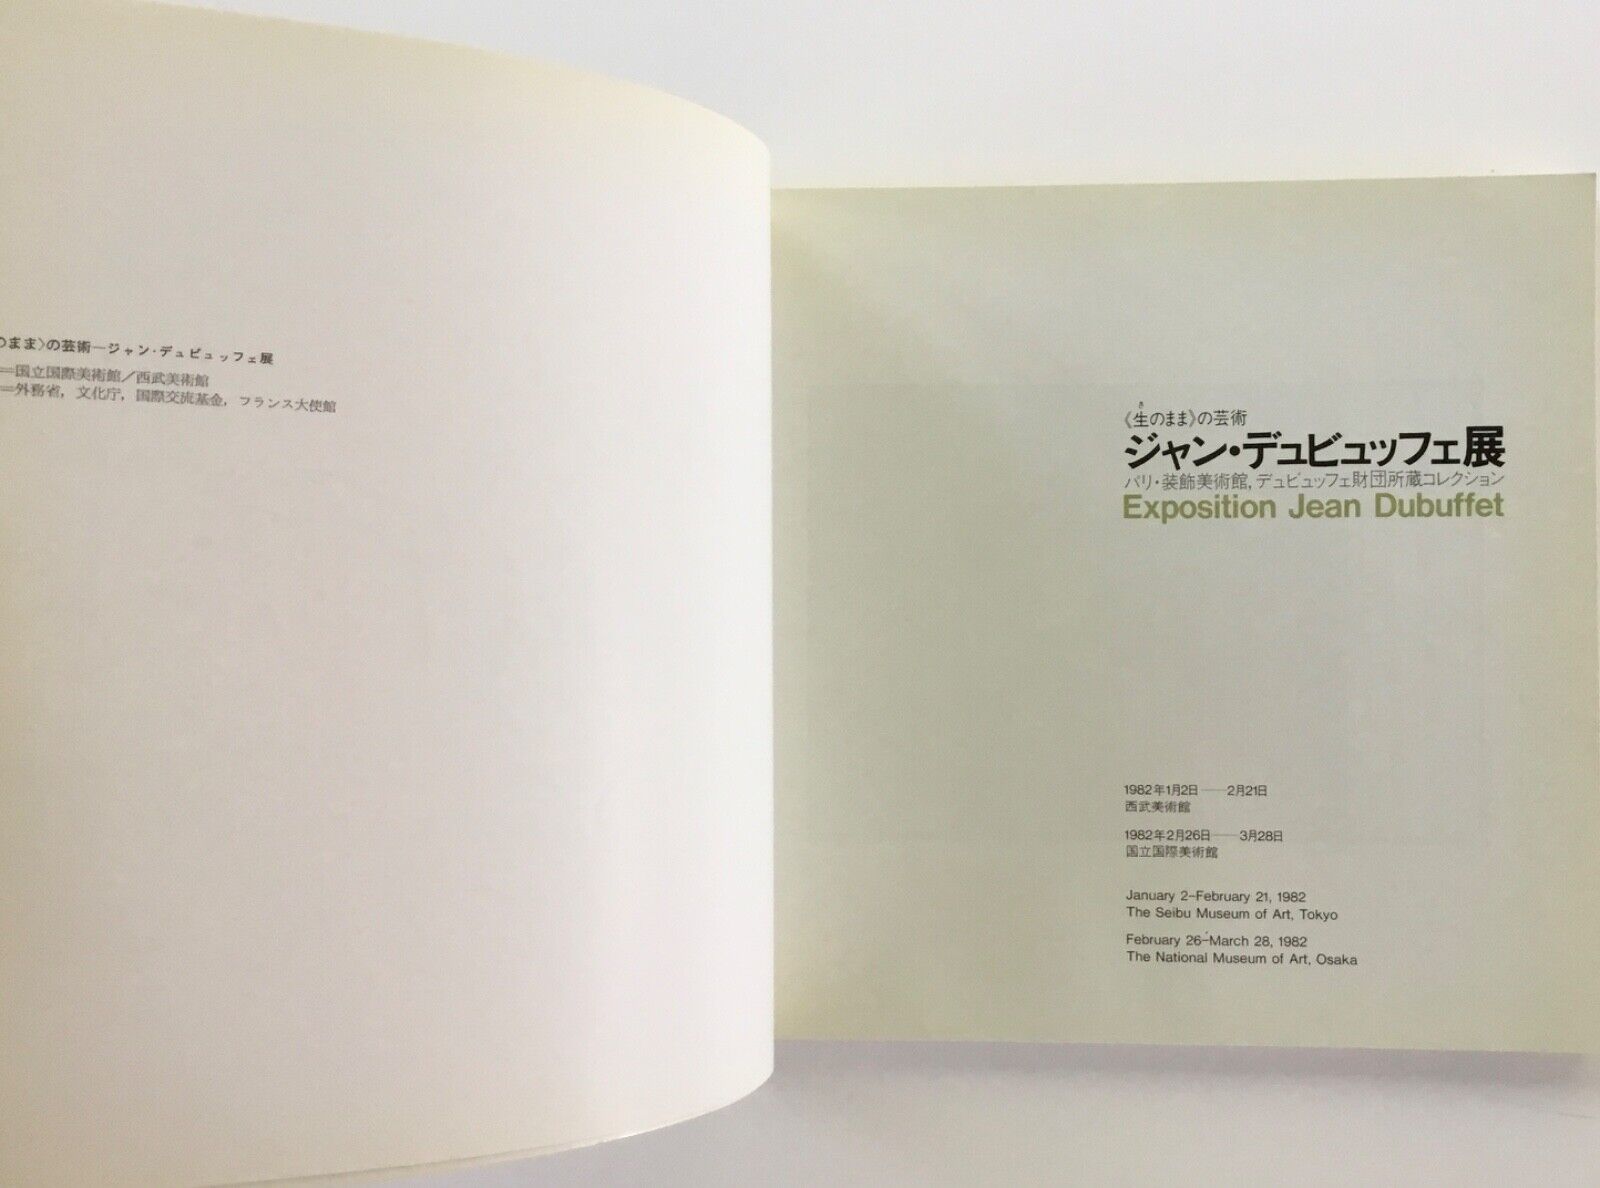 のまま〉の芸術―ジャン・デュビュッフェ展
＝国立国際美術館／西武美術館
＝外務省，文化庁，国際交流基金，フランス大使館
き
《生のまま》の芸術
ジャン・デュビュッフェ展
パリ・装飾美術館，デュビュッフェ財団所蔵コレクション
Exposition Jean Dubuffet
1982年1月2日――2月21日
西武美術館
1982年2月26日――3月28日
国立国際美術館
January 2–February 21, 1982
The Seibu Museum of Art, Tokyo
February 26–March 28, 1982
The National Museum of Art, Osaka